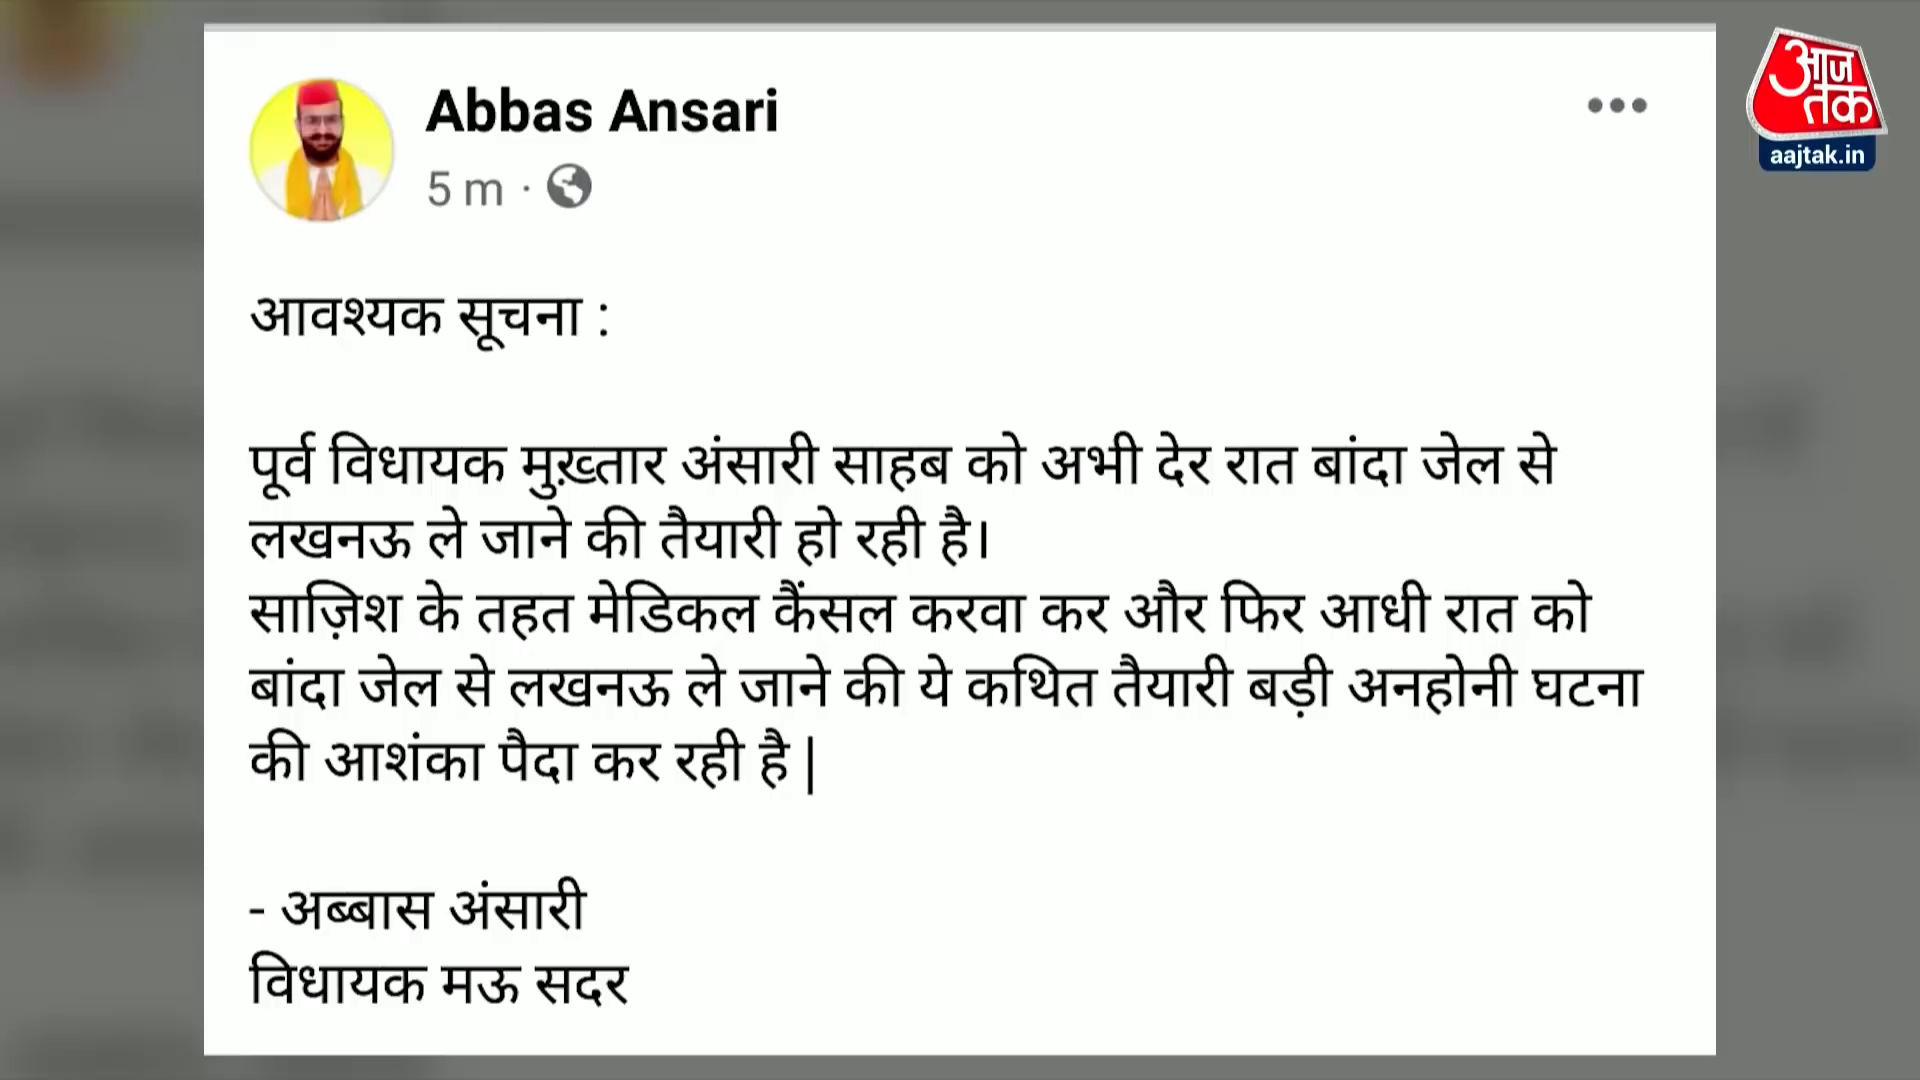 Abbas Ansari
5 m ·
आवश्यक सूचना :
पूर्व विधायक मुख़्तार अंसारी साहब को अभी देर रात बांदा जेल से
लखनऊ ले जाने की तैयारी हो रही है।
साज़िश के तहत मेडिकल कैंसल करवा कर और फिर आधी रात को
बांदा जेल से लखनऊ ले जाने की ये कथित तैयारी बड़ी अनहोनी घटना
की आशंका पैदा कर रही है |
- अब्बास अंसारी
विधायक मऊ सदर
आज
तक
aajtak.in